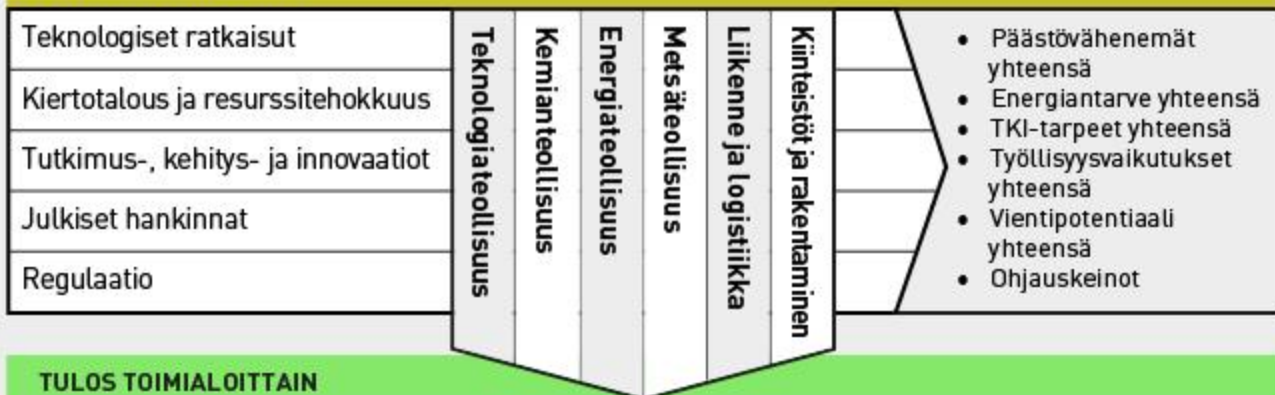 Teknologiset ratkaisut
Kiertotalous ja resurssitehokkuus
Tutkimus-, kehitys- ja innovaatiot
Julkiset hankinnat
Regulaatio
Teknologiateollisuus
Kemianteollisuus
Energiateollisuus
Metsäteollisuus
Liikenne ja logistiikka
Kiinteistöt ja rakentaminen
• Päästövähenemät
yhteensä
• Energiantarve yhteensä
• TKI-tarpeet yhteensä
• Työllisyysvaikutukset
yhteensä
• Vientipotentiaali
yhteensä
• Ohjauskeinot
TULOS TOIMIALOITTAIN